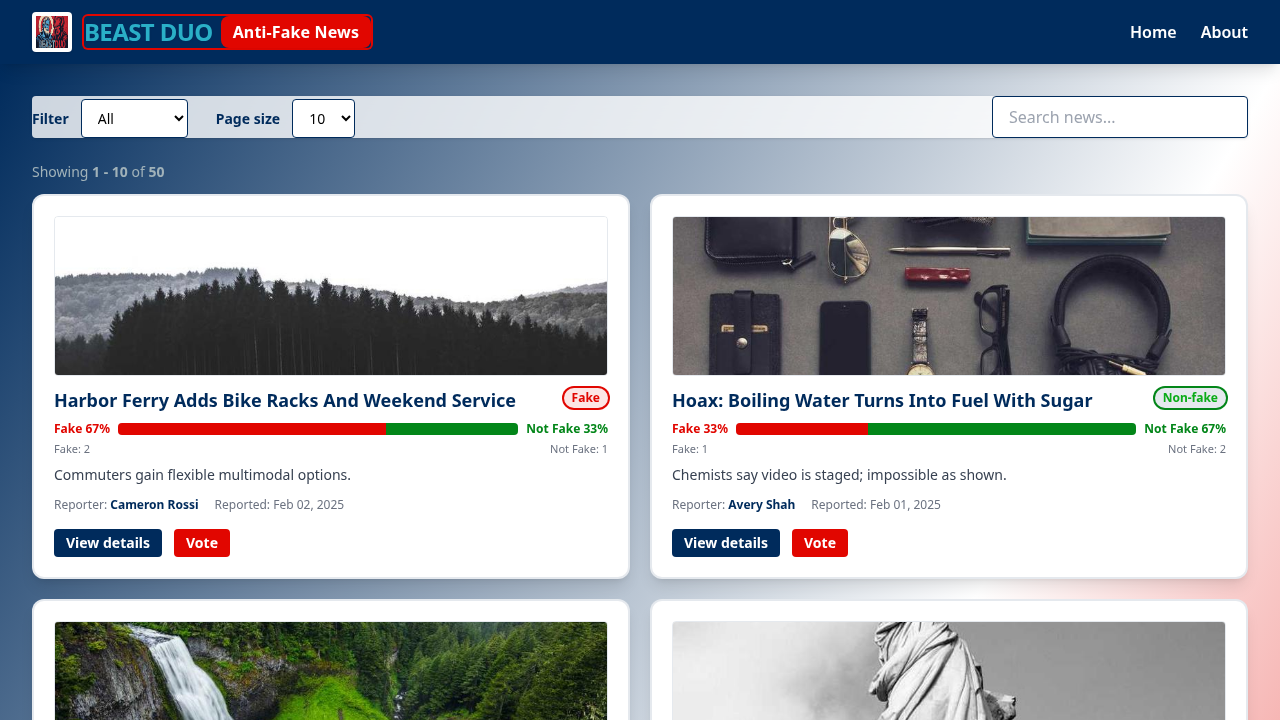 BEAST DUO Anti-Fake News
Home About
Filter All Page size 10 Search news...
Showing 1 - 10 of 50
Harbor Ferry Adds Bike Racks And Weekend Service Fake
Fake 67% Not Fake 33%
Fake: 2 Not Fake: 1
Commuters gain flexible multimodal options.
Reporter: Cameron Rossi Reported: Feb 02, 2025
View details Vote
Hoax: Boiling Water Turns Into Fuel With Sugar Non-fake
Fake 33% Not Fake 67%
Fake: 1 Not Fake: 2
Chemists say video is staged; impossible as shown.
Reporter: Avery Shah Reported: Feb 01, 2025
View details Vote